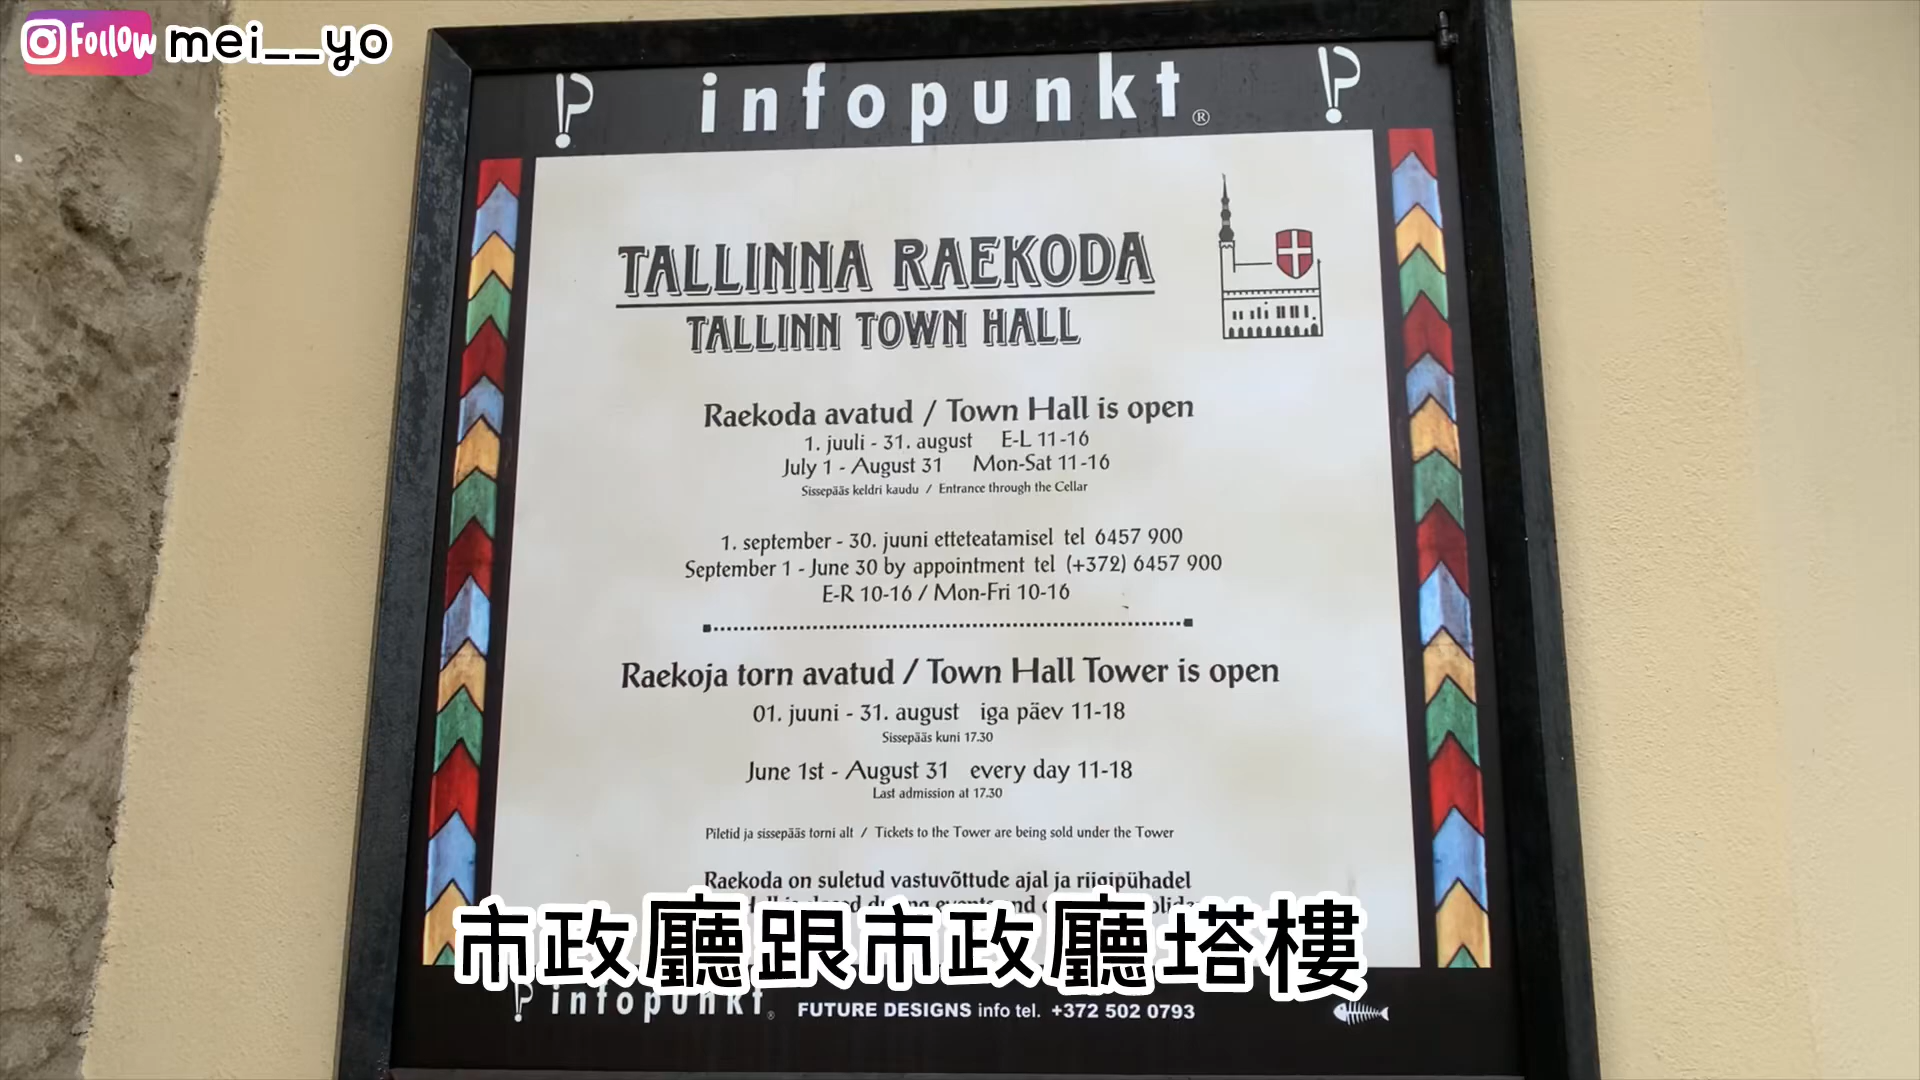 Follow mei__yo
infopunkt®
TALLINNA RAEKODA
TALLINN TOWN HALL
Raekoda avatud / Town Hall is open
1. juuli - 31. august E-L 11-16
July 1 - August 31 Mon-Sat 11-16
Sissepääs keldri kaudu / Entrance through the Cellar
1. september - 30. juuni etteteatamisel tel 6457 900
September 1 - June 30 by appointment tel (+372) 6457 900
E-R 10-16 / Mon-Fri 10-16
Raekoja torn avatud / Town Hall Tower is open
01. juuni - 31. august iga päev 11-18
Sissepääs kuni 17.30
June 1st - August 31 every day 11-18
Last admission at 17.30
Piletid ja sissepääs torni alt / Tickets to the Tower are being sold under the Tower
Raekoda on suletud vastuvõttude ajal ja riigipühadel
市政廳跟市政廳塔樓
infopunkt® FUTURE DESIGNS info tel. +372 502 0793